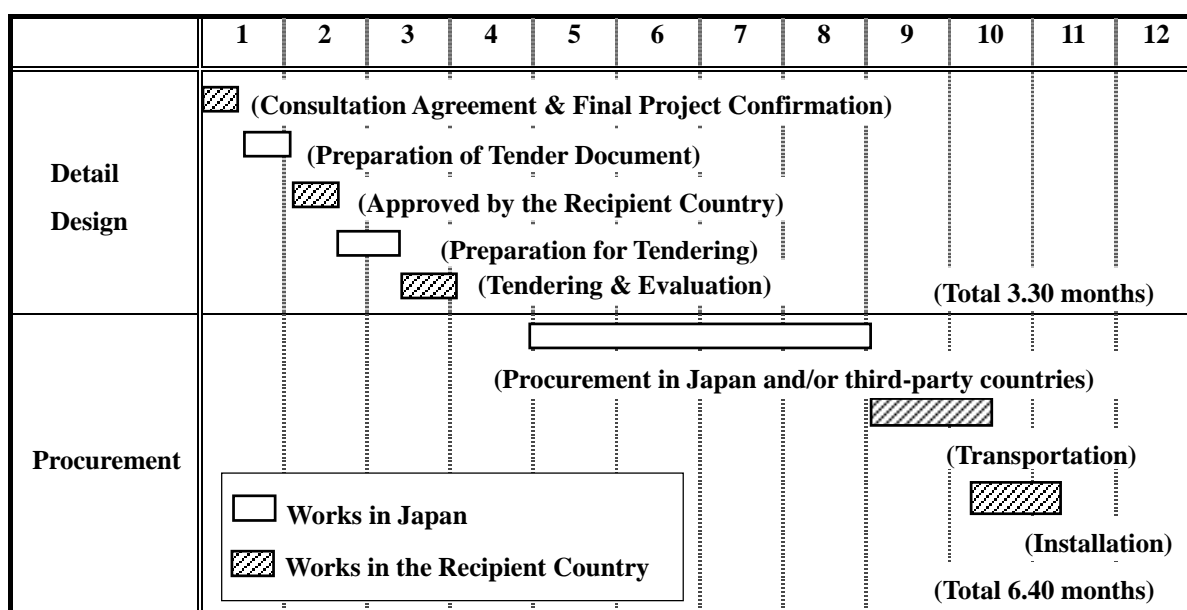 1 2 3 4 5 6 7 8 9 10 11 12
(Consultation Agreement & Final Project Confirmation)
(Preparation of Tender Document)
Detail
Design
(Approved by the Recipient Country)
(Preparation for Tendering)
(Tendering & Evaluation)
(Total 3.30 months)
(Procurement in Japan and/or third-party countries)
Procurement
(Transportation)
Works in Japan
(Installation)
Works in the Recipient Country
(Total 6.40 months)